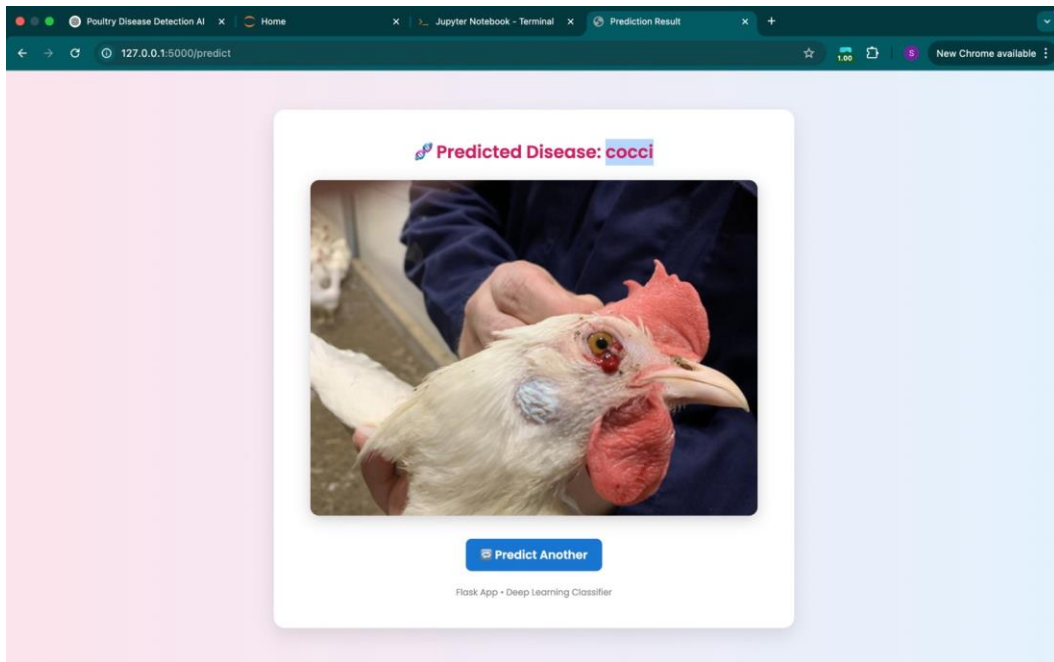 Poultry Disease Detection AI
Home
Jupyter Notebook - Terminal
Prediction Result
127.0.0.1:5000/predict
1.00
S
New Chrome available
🧬 Predicted Disease: cocci
Predict Another
Flask App • Deep Learning Classifier